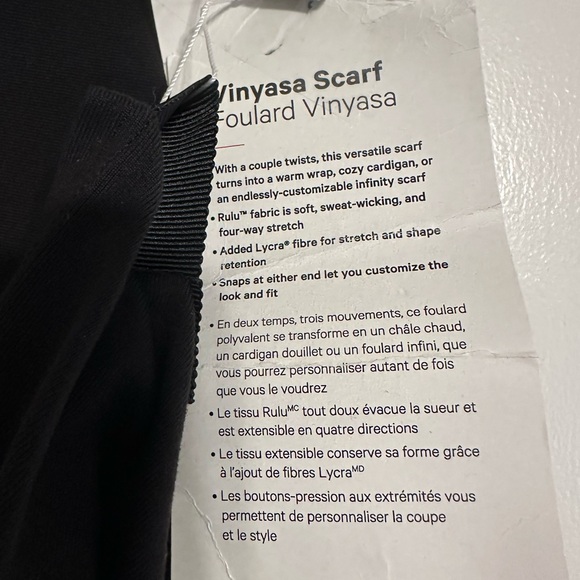 Vinyasa Scarf
Foulard Vinyasa
With a couple twists, this versatile scarf
turns into a warm wrap, cozy cardigan, or
an endlessly-customizable infinity scarf
• Rulu™ fabric is soft, sweat-wicking, and
four-way stretch
• Added Lycra® fibre for stretch and shape
retention
• Snaps at either end let you customize the
look and fit
• En deux temps, trois mouvements, ce foulard
polyvalent se transforme en un châle chaud,
un cardigan douillet ou un foulard infini, que
vous pourrez personnaliser autant de fois
que vous le voudrez
• Le tissu Ruluᴹᶜ tout doux évacue la sueur et
est extensible en quatre directions
• Le tissu extensible conserve sa forme grâce
à l'ajout de fibres Lycraᴹᴰ
• Les boutons-pression aux extrémités vous
permettent de personnaliser la coupe
et le style